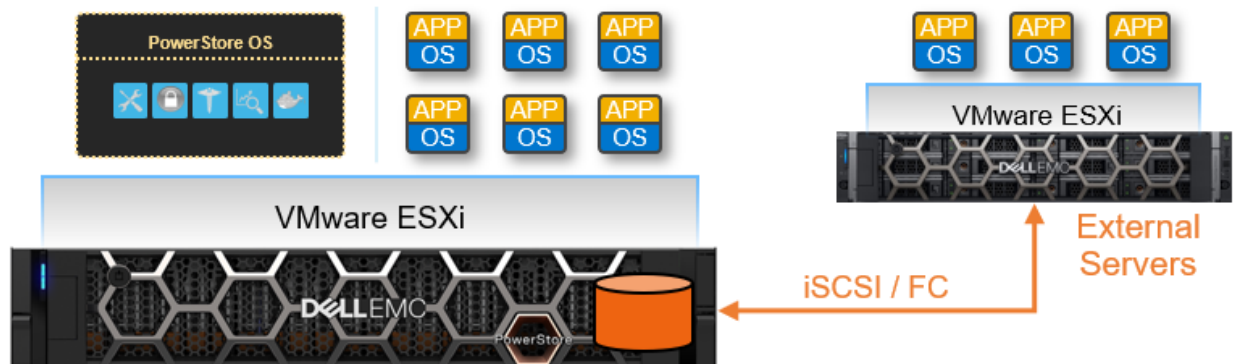 PowerStore OS
APP
OS
APP
OS
APP
OS
APP
OS
APP
OS
APP
OS
VMware ESXi
DELLEMC
PowerStore
APP
OS
APP
OS
APP
OS
VMware ESXi
DELLEMC
External
Servers
iSCSI / FC